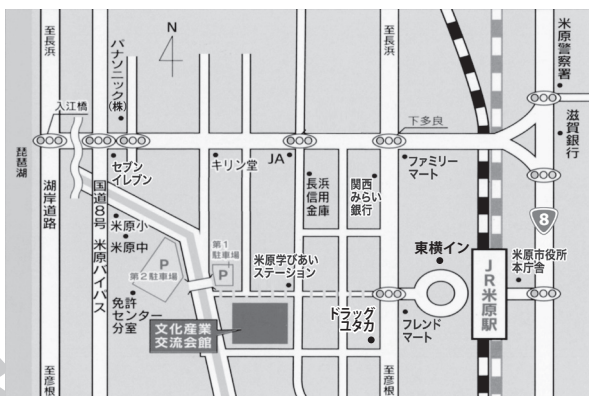 至長浜
パナソニック
(株)
N
至長浜
米原警察署
入江橋
下多良
滋賀銀行
琵琶湖
セブン
イレブン
キリン堂
JA
ファミリー
マート
湖岸道路
国道8号 米原バイパス
長浜
信用
金庫
関西
みらい
銀行
米原小
米原中
8
第1
駐車場
P
P
第2駐車場
米原学びあい
ステーション
東横イン
JR米原駅
米原市役所
本庁舎
免許
センター
分室
文化産業
交流会館
ドラッグ
ユタカ
フレンド
マート
至彦根
至彦根